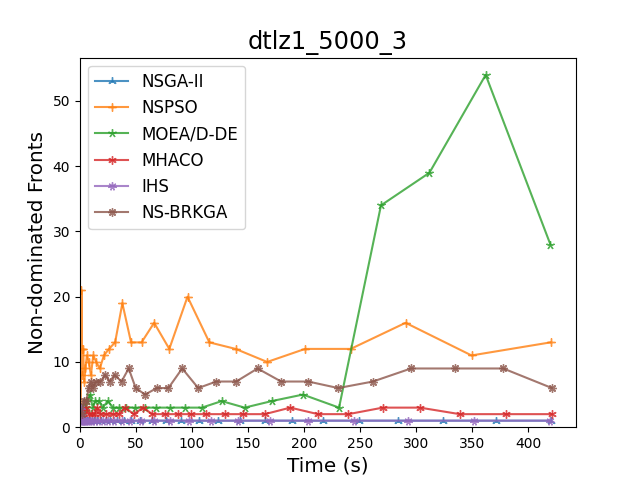 dtlz1_5000_3
NSGA-II
NSPSO
MOEA/D-DE
MHACO
IHS
NS-BRKGA
Non-dominated Fronts
50
40
30
20
10
0
0 50 100 150 200 250 300 350 400
Time (s)